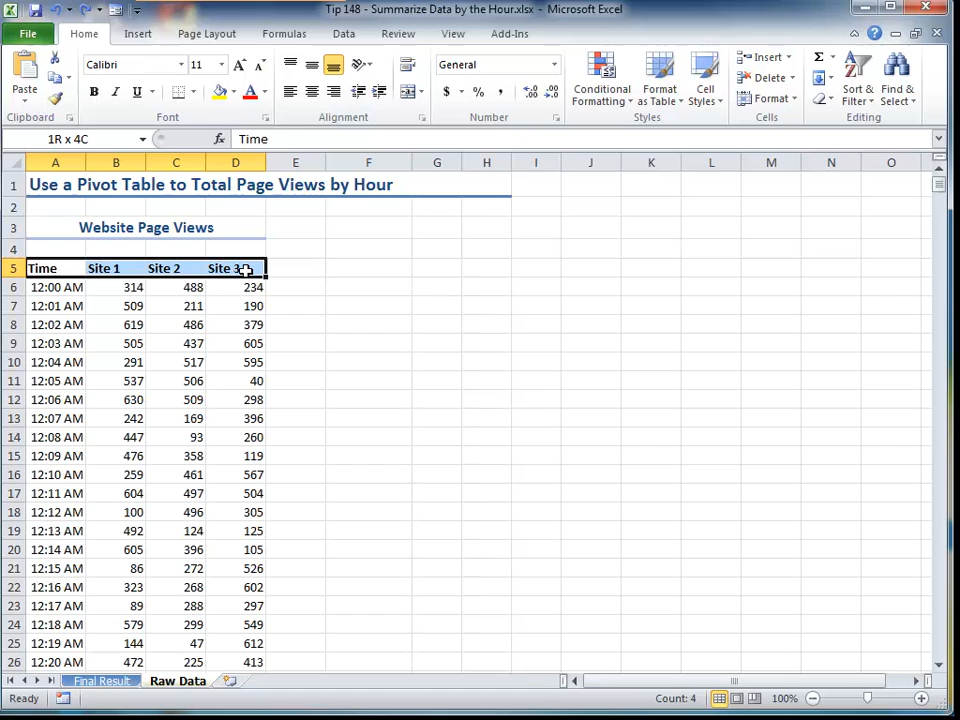 Tip 148 - Summarize Data by the Hour.xlsx - Microsoft Excel
File Home Insert Page Layout Formulas Data Review View Add-Ins
Paste Calibri 11 General Conditional Formatting Format as Table Cell Styles Insert Delete Format Sort & Filter Find & Select
Clipboard Font Alignment Number Styles Cells Editing
1R x 4C fx Time
A B C D E F G H I J K L M N O
1 Use a Pivot Table to Total Page Views by Hour
2
3 Website Page Views
4
5 Time Site 1 Site 2 Site 3
6 12:00 AM 314 488 234
7 12:01 AM 509 211 190
8 12:02 AM 619 486 379
9 12:03 AM 505 437 605
10 12:04 AM 291 517 595
11 12:05 AM 537 506 40
12 12:06 AM 630 509 298
13 12:07 AM 242 169 396
14 12:08 AM 447 93 260
15 12:09 AM 476 358 119
16 12:10 AM 259 461 567
17 12:11 AM 604 497 504
18 12:12 AM 100 496 305
19 12:13 AM 492 124 125
20 12:14 AM 605 396 105
21 12:15 AM 86 272 526
22 12:16 AM 323 268 602
23 12:17 AM 89 288 297
24 12:18 AM 579 299 549
25 12:19 AM 144 47 612
26 12:20 AM 472 225 413
Final Result Raw Data
Ready Count: 4 100%